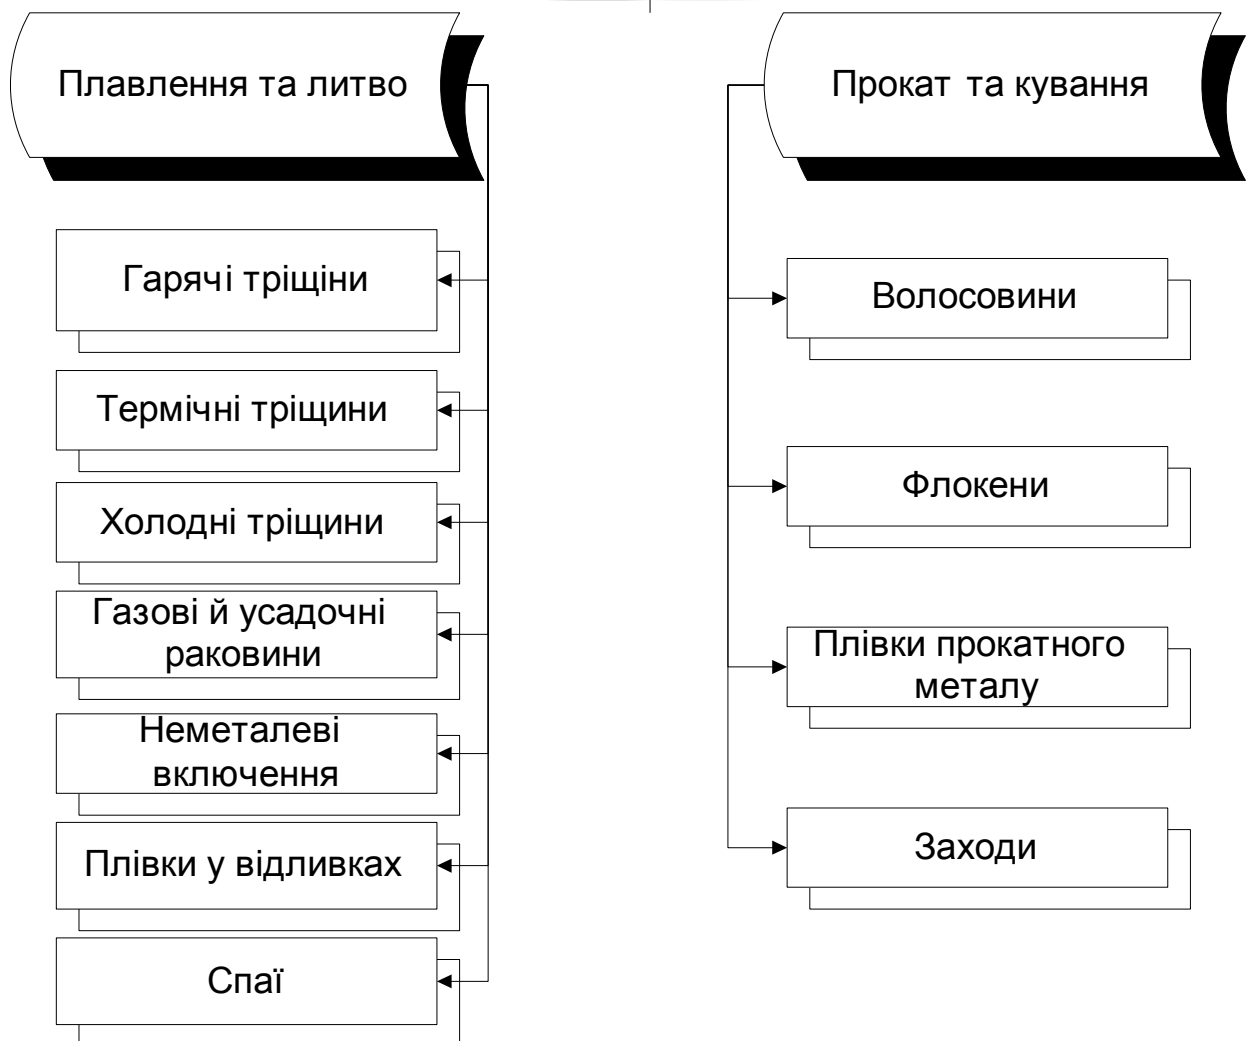 Плавлення та литво
Гарячі тріщіни
Термічні тріщини
Холодні тріщини
Газові й усадочні
раковини
Неметалеві
включення
Плівки у відливках
Спаї
Прокат та кування
Волосовини
Флокени
Плівки прокатного
металу
Заходи